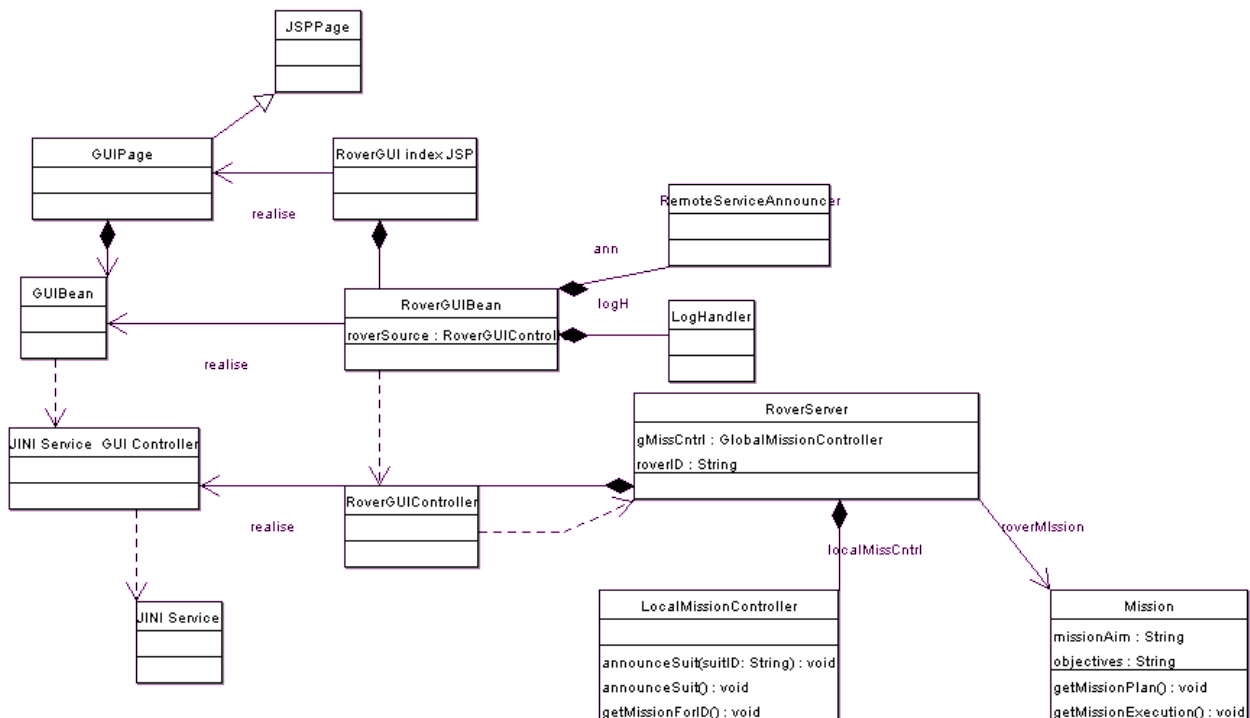 JSPPage
GUIPage
RoverGUI index JSP
realise
RemoteServiceAnnouncer
ann
GUIBean
RoverGUIBean
logH
LogHandler
roverSource : RoverGUIControll
realise
RoverServer
gMissCntrl : GlobalMissionController
roverID : String
JINI Service GUI Controller
RoverGUIController
realise
roverMIssion
localMissCntrl
JINI Service
LocalMissionController
Mission
missionAim : String
objectives : String
announceSuit(suitID: String) : void
announceSuit() : void
getMissionForID() : void
getMissionPlan() : void
getMissionExecution() : void